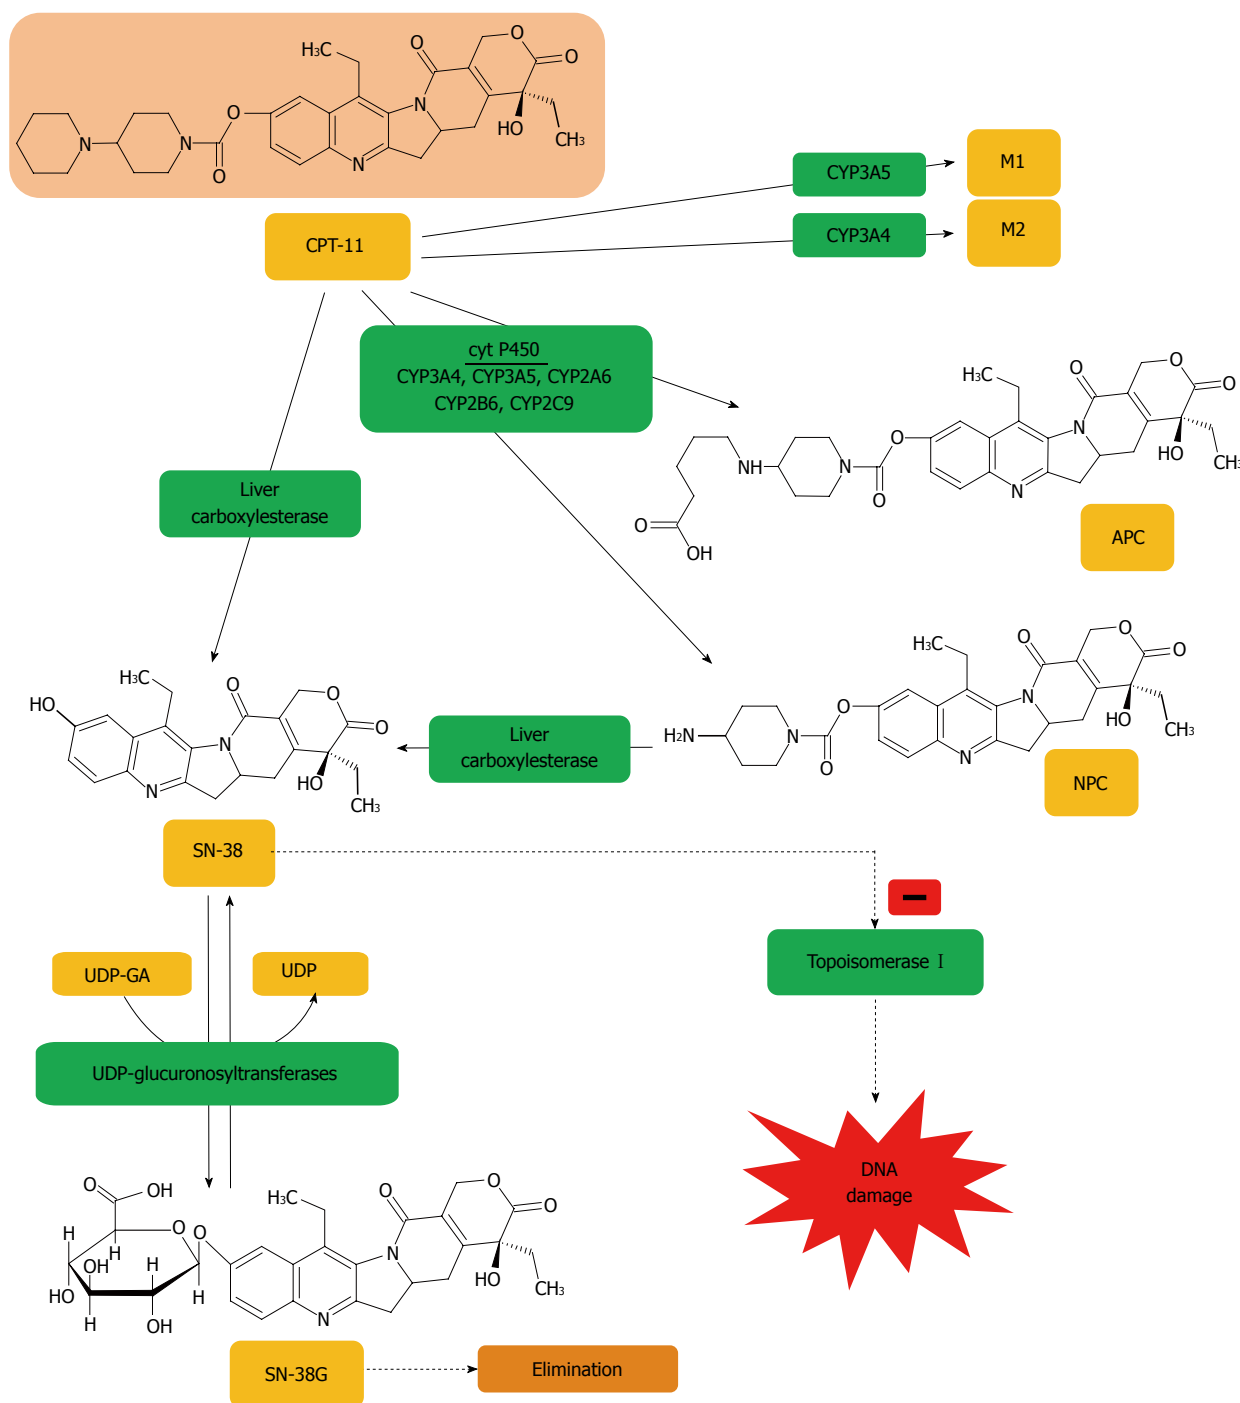 H3C
O
O
O
N
HO
CH3
O
N
N
O
N
CYP3A5
M1
CYP3A4
M2
CPT-11
cyt P450
CYP3A4, CYP3A5, CYP2A6
CYP2B6, CYP2C9
H3C
O
O
O
N
HO
CH3
O
NH
N
O
N
O
OH
APC
Liver
carboxylesterase
H3C
O
O
O
N
HO
CH3
O
H2N
N
O
N
NPC
H3C
HO
O
O
O
N
HO
N
CH3
Liver
carboxylesterase
SN-38
Topoisomerase I
UDP-GA
UDP
UDP-glucuronosyltransferases
DNA
damage
O
OH
H3C
O
O
O
H
H
O
O
N
OH
H
HO
H
HO
CH3
H
OH
N
SN-38G
Elimination